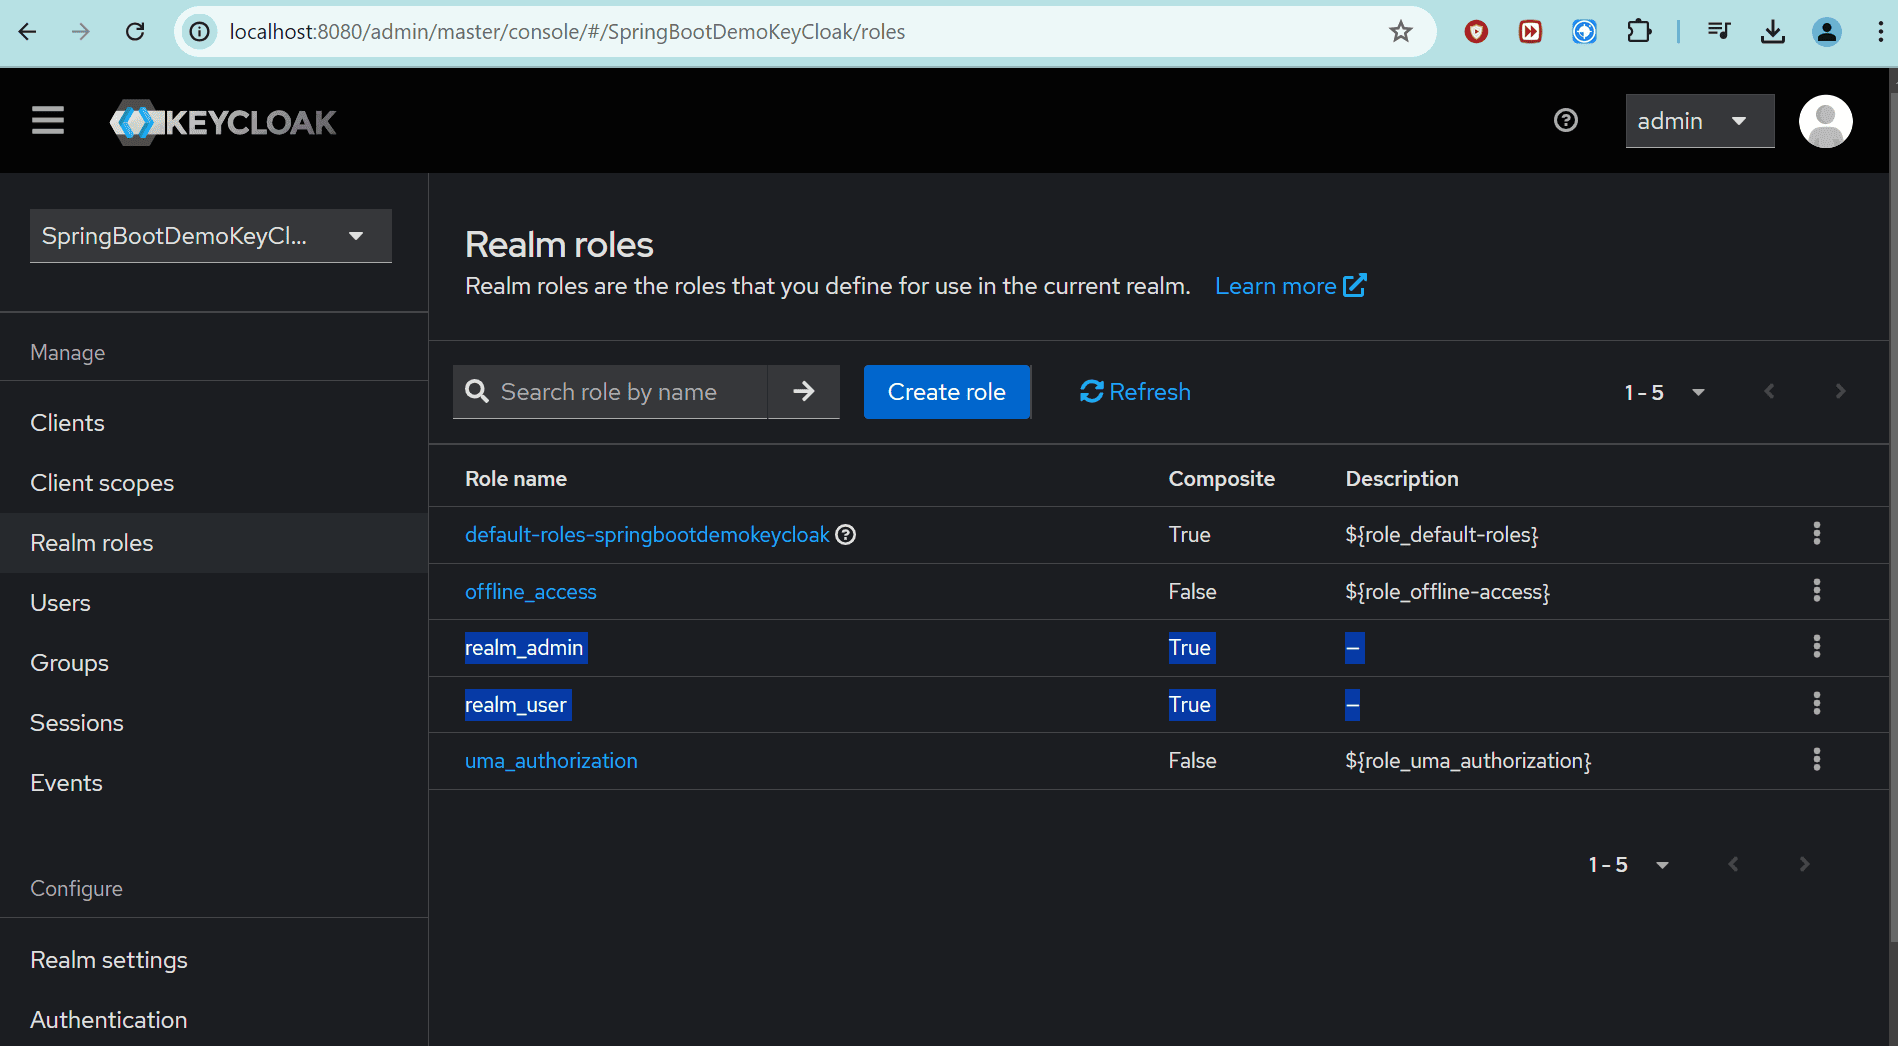 localhost:8080/admin/master/console/#/SpringBootDemoKeyCloak/roles
KEYCLOAK
admin
SpringBootDemoKeyCl...
Manage
Clients
Client scopes
Realm roles
Users
Groups
Sessions
Events
Configure
Realm settings
Authentication
Realm roles
Realm roles are the roles that you define for use in the current realm. Learn more
Search role by name
Create role
Refresh
1 - 5
Role name Composite Description
default-roles-springbootdemokeycloak True ${role_default-roles}
offline_access False ${role_offline-access}
realm_admin True –
realm_user True –
uma_authorization False ${role_uma_authorization}
1 - 5